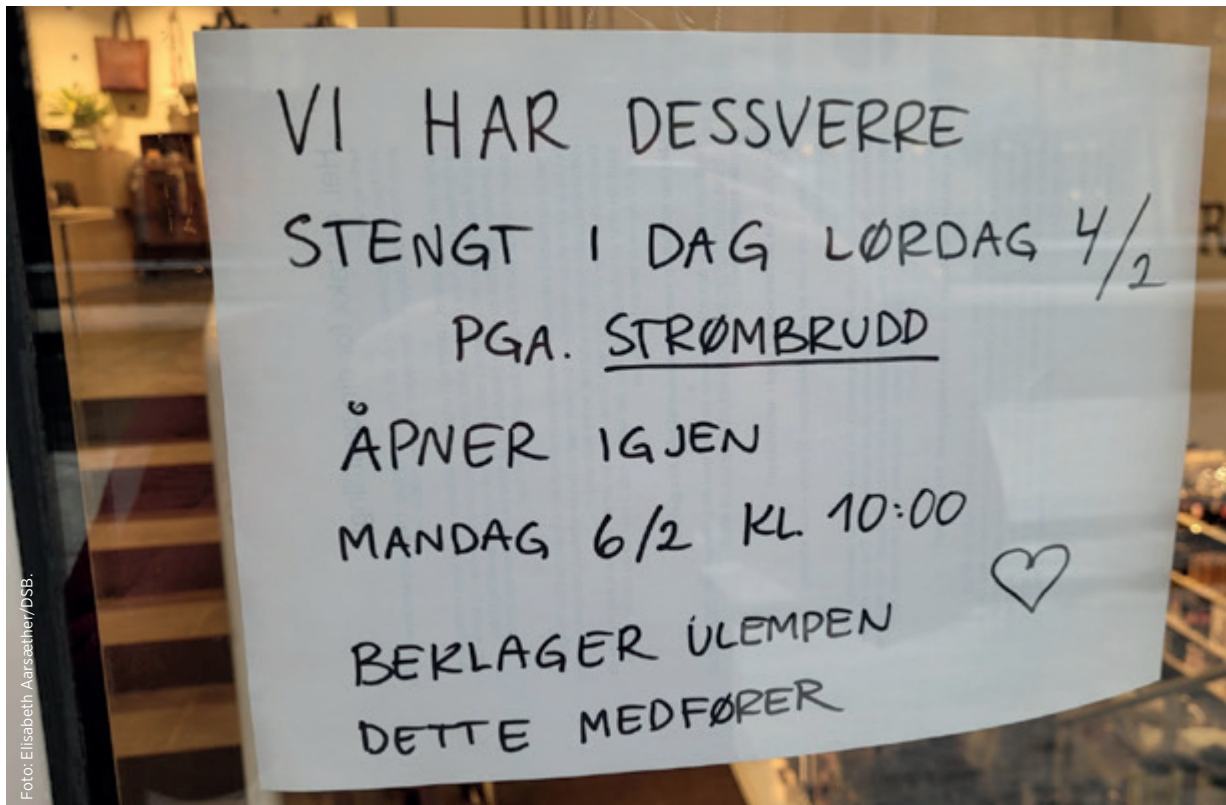 VI HAR DESSVERRE
STENGT I DAG LØRDAG 4/2
PGA. STRØMBRUDD
ÅPNER IGJEN
MANDAG 6/2 KL. 10:00
BEKLAGER ULEMPEN
DETTE MEDFØRER
Foto: Elisabeth Aarsæther/DSB.